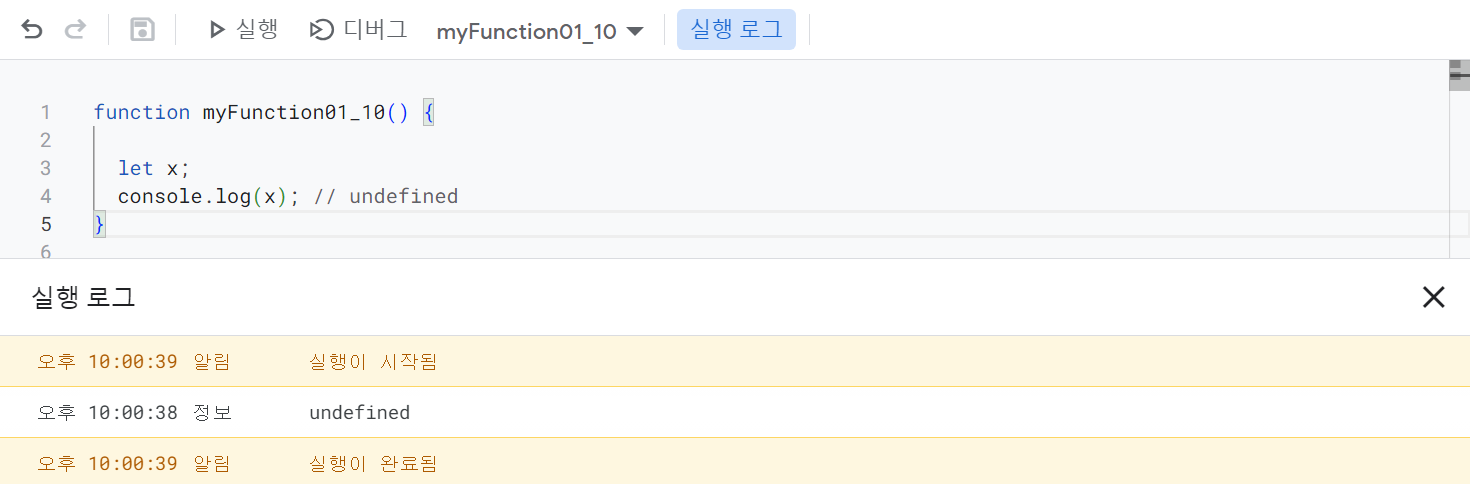 실행 디버그 myFunction01_10 실행 로그
1 function myFunction01_10() {
2
3 let x;
4 console.log(x); // undefined
5 }
6
실행 로그
오후 10:00:39 알림 실행이 시작됨
오후 10:00:38 정보 undefined
오후 10:00:39 알림 실행이 완료됨